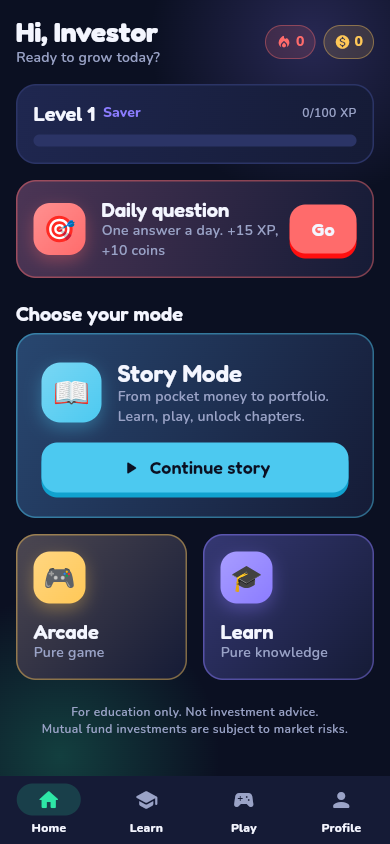 Hi, Investor
Ready to grow today?
0
0
Level 1 Saver
0/100 XP
Daily question
One answer a day. +15 XP,
+10 coins
Go
Choose your mode
Story Mode
From pocket money to portfolio.
Learn, play, unlock chapters.
Continue story
Arcade
Pure game
Learn
Pure knowledge
For education only. Not investment advice.
Mutual fund investments are subject to market risks.
Home
Learn
Play
Profile